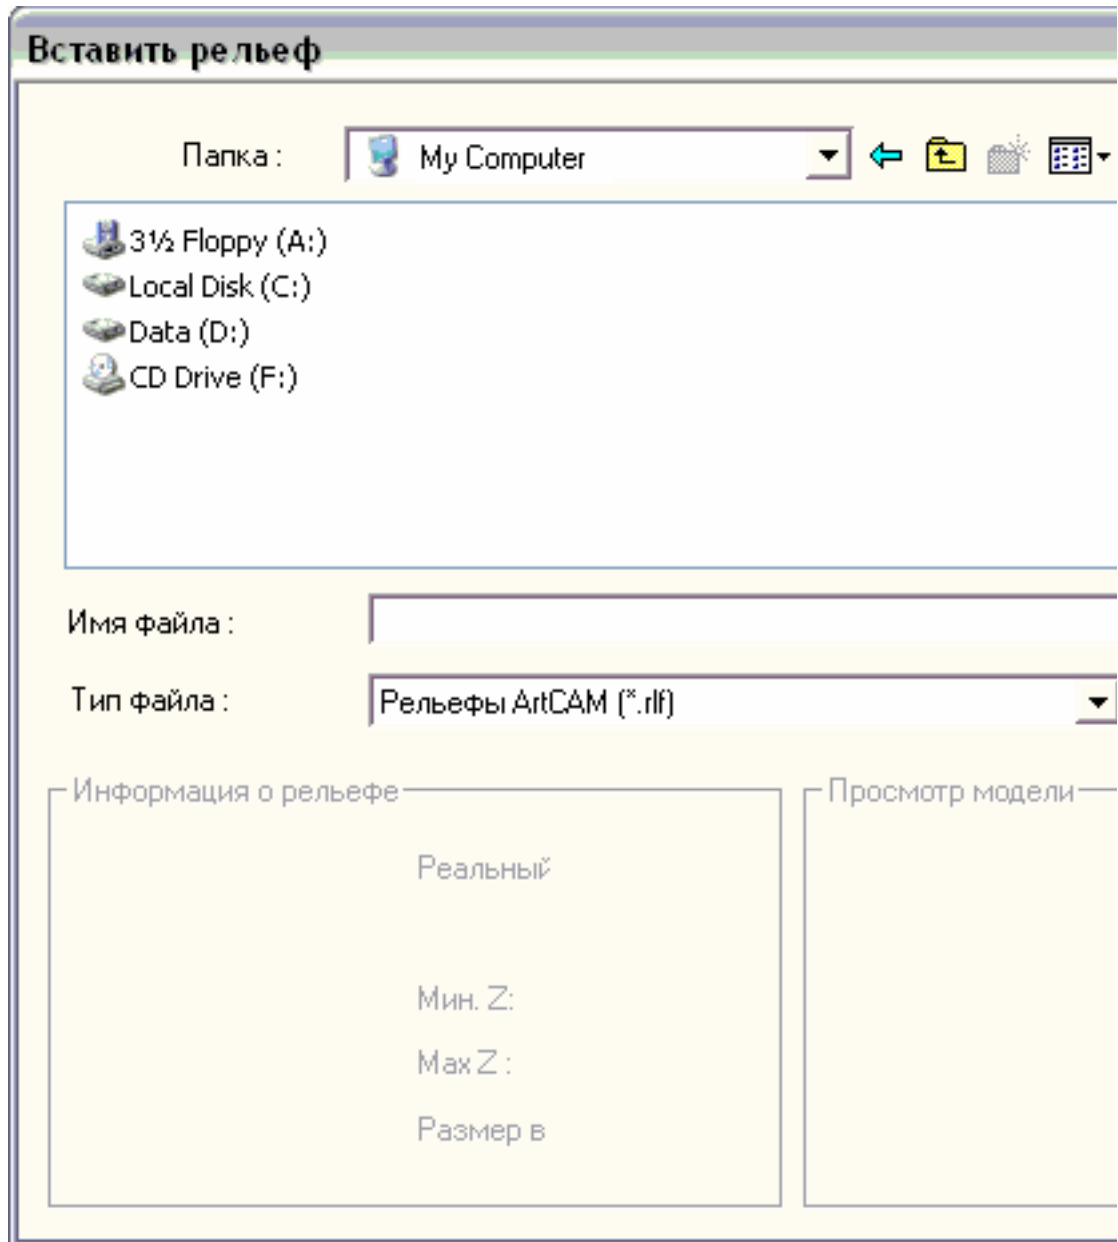 Вставить рельеф
Папка :
My Computer
3½ Floppy (A:)
Local Disk (C:)
Data (D:)
CD Drive (F:)
Имя файла :
Тип файла :
Рельефы ArtCAM (*.rlf)
Информация о рельефе
Просмотр модели
Реальный
Мин. Z:
Мах Z :
Размер в